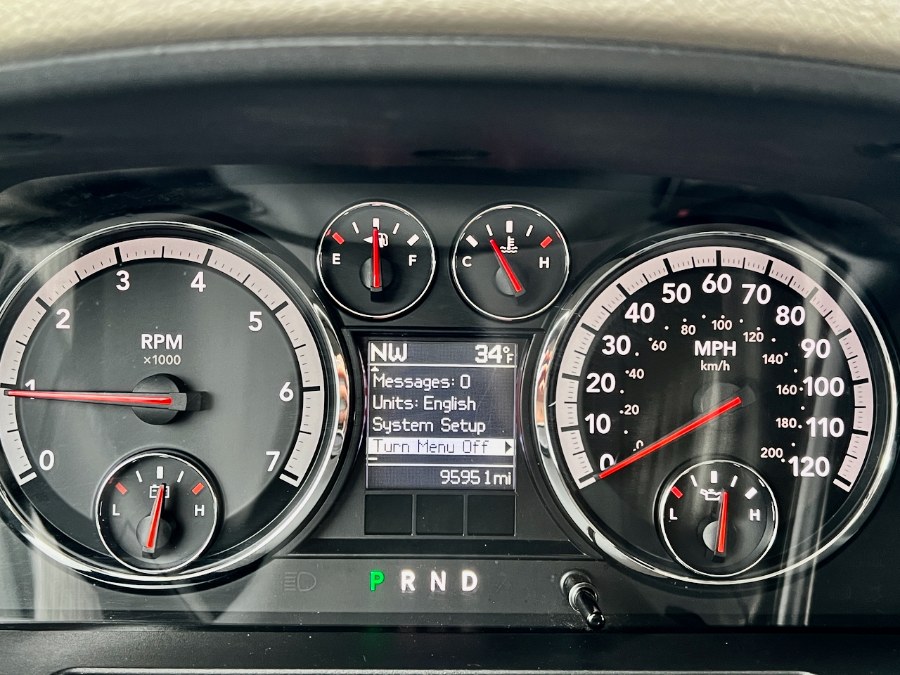 E F
C H
3 4
2 5
RPM
×1000
1 6
0 7
L H
NW 34°F
Messages: 0
Units: English
System Setup
Turn Menu Off
95951mi
50 60 70
40 80
30 90
20 100
10 110
0 120
MPH
km/h
0 20 40 60 80 100 120 140 160 180 200
L H
P R N D